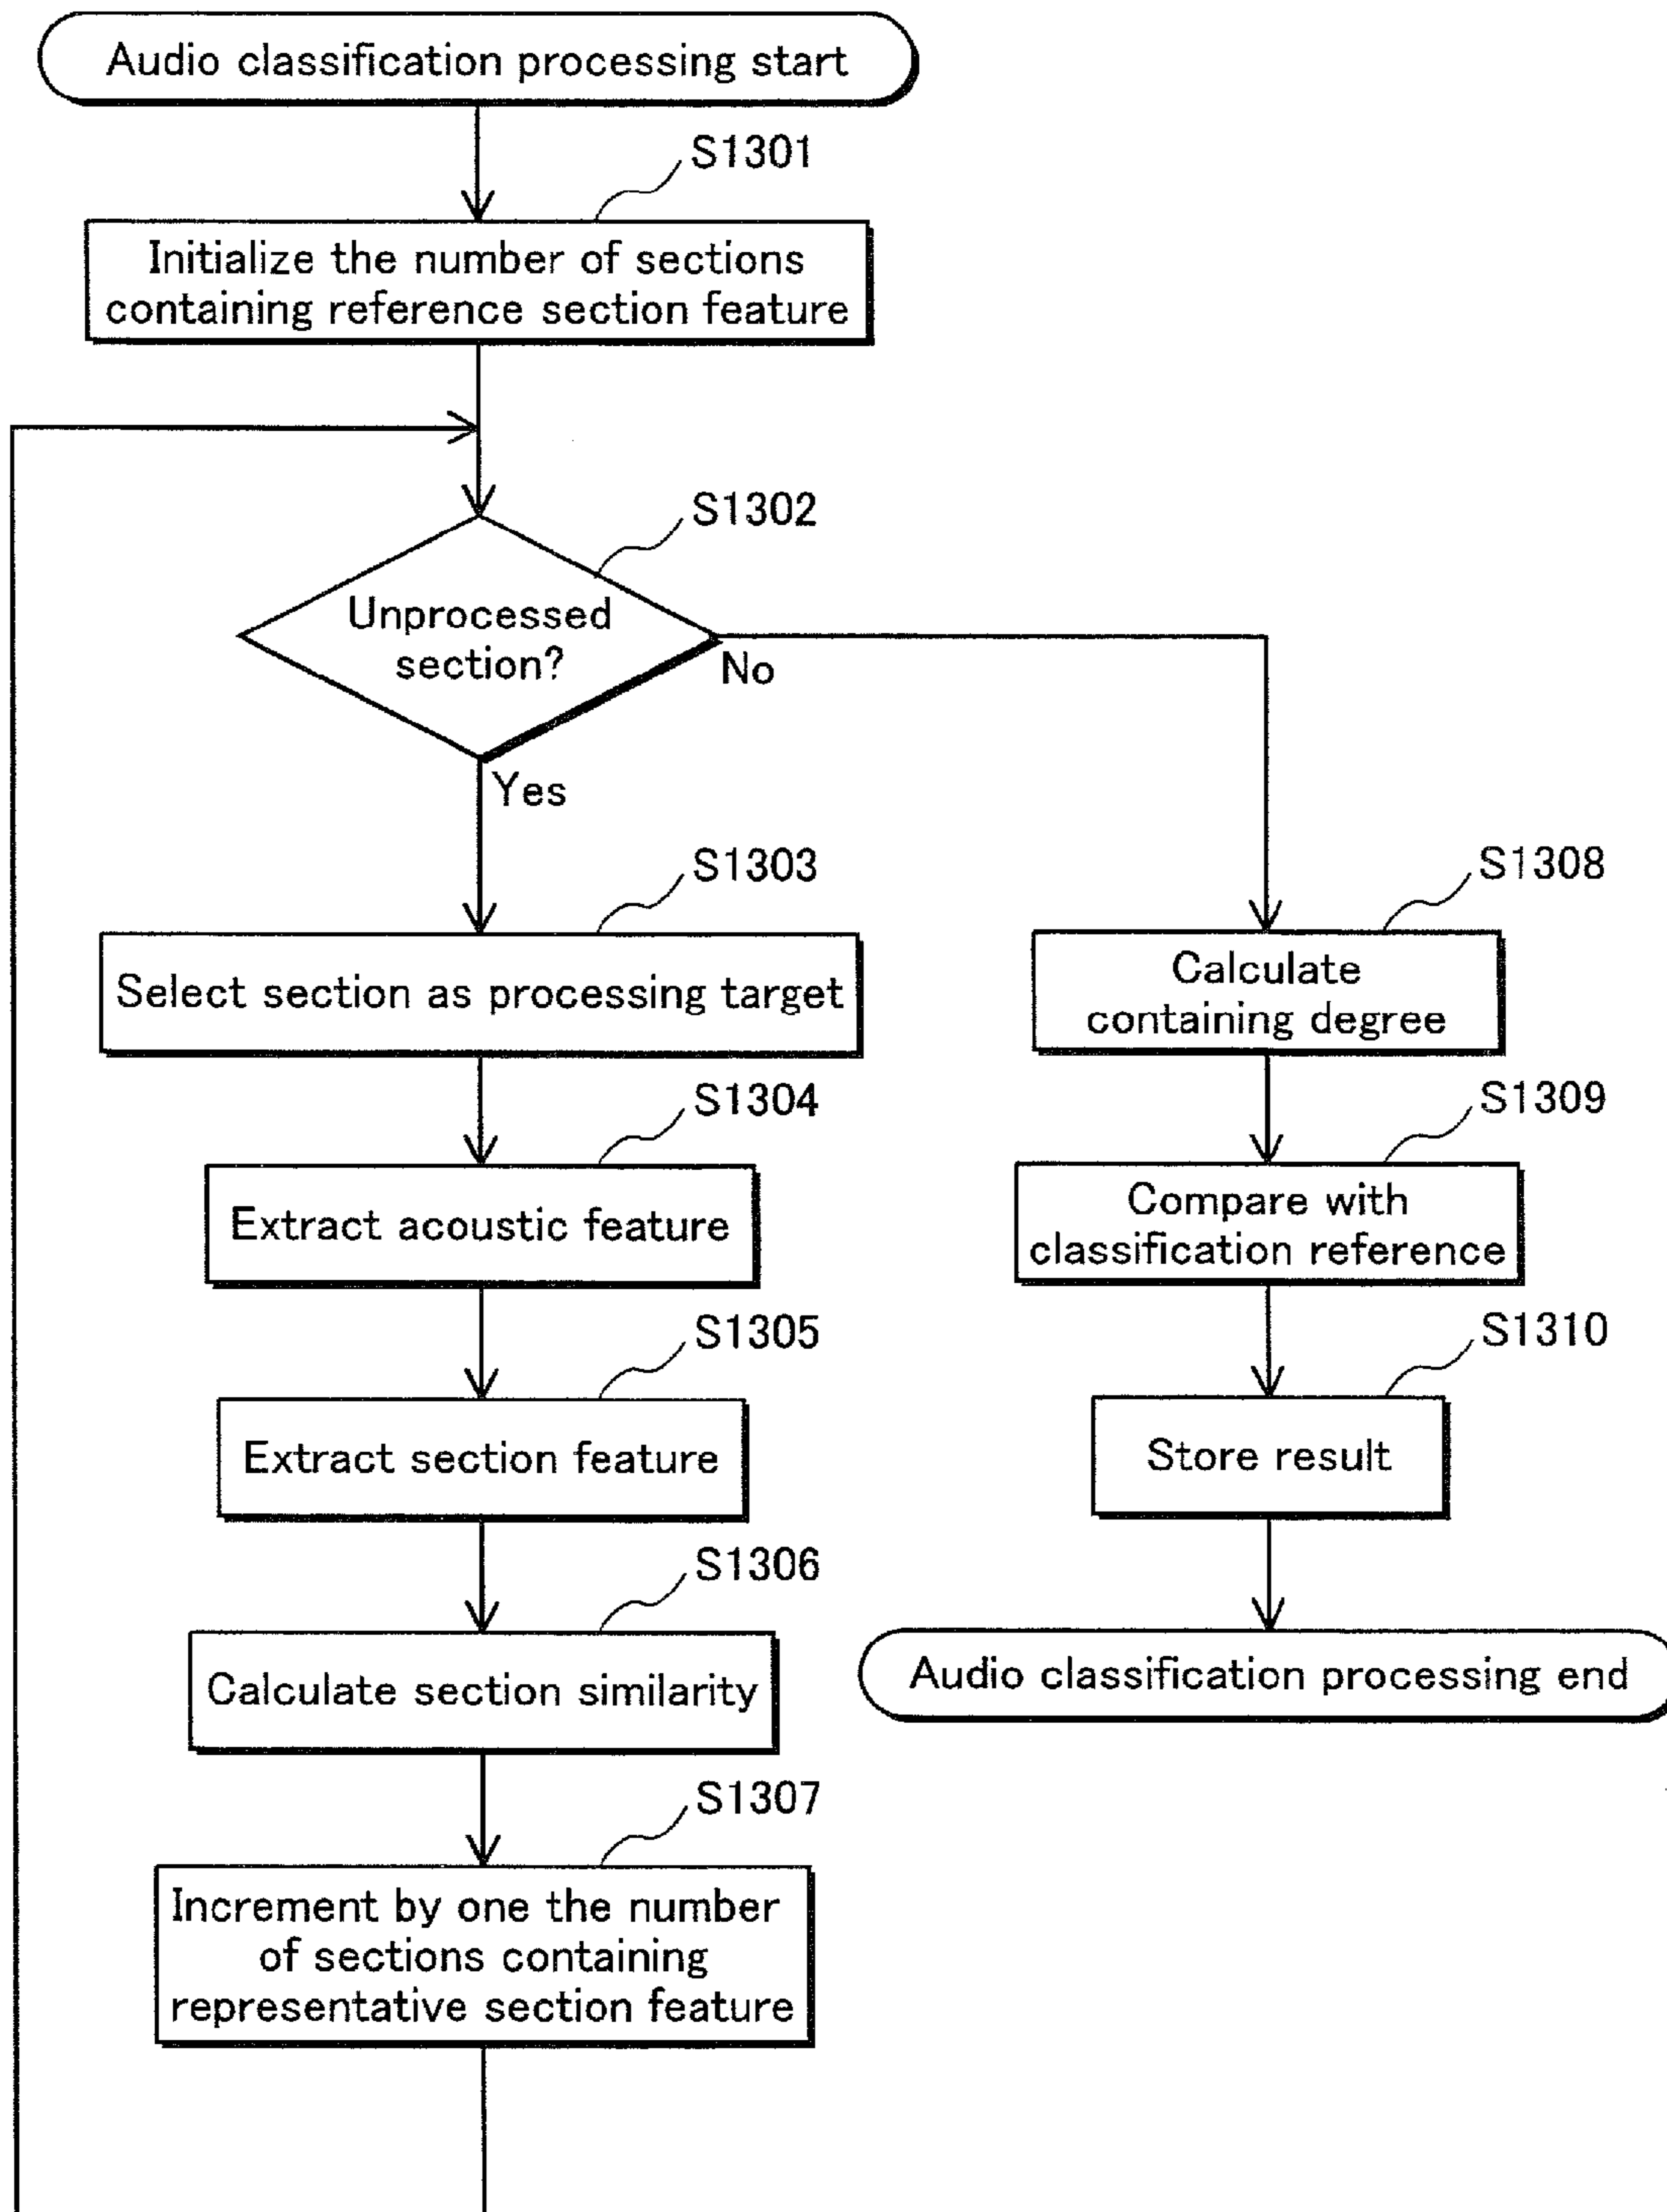 Audio classification processing start
S1301
Initialize the number of sections
containing reference section feature
S1302
Unprocessed
section?
No
Yes
S1303
Select section as processing target
S1304
Extract acoustic feature
S1305
Extract section feature
S1306
Calculate section similarity
S1307
Increment by one the number
of sections containing
representative section feature
S1308
Calculate
containing degree
S1309
Compare with
classification reference
S1310
Store result
Audio classification processing end